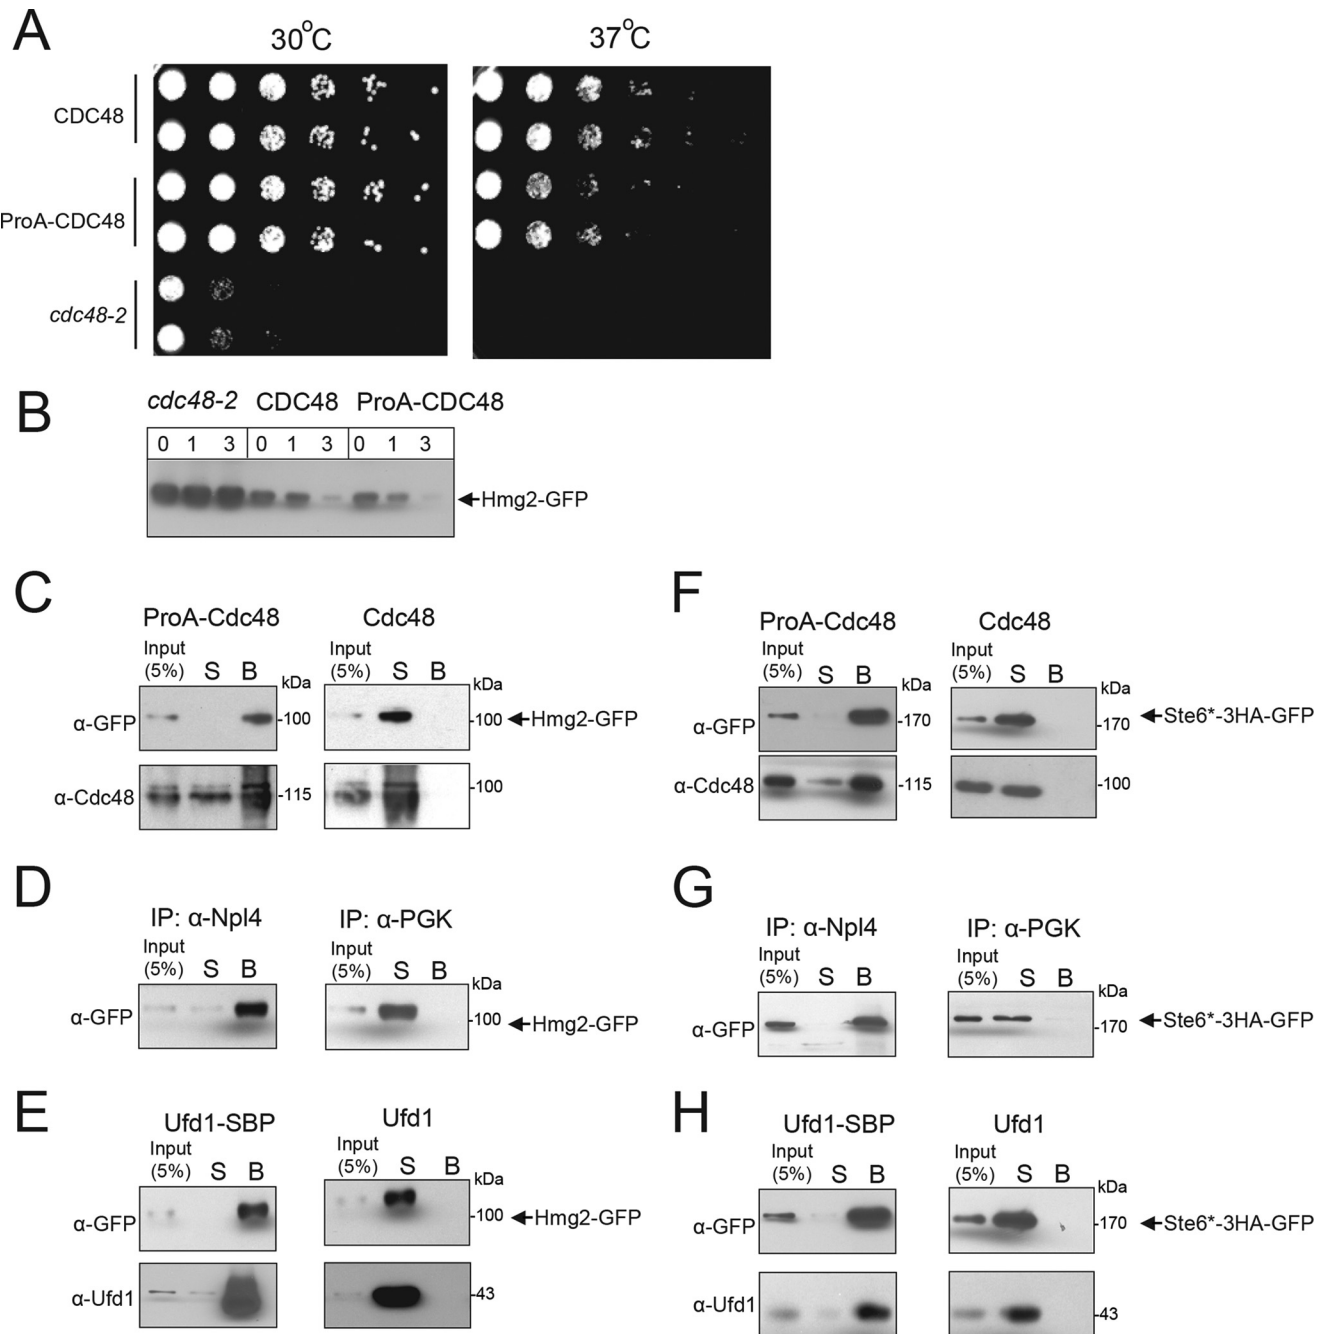 A
30°C
37°C
CDC48
ProA-CDC48
cdc48-2
B
cdc48-2 CDC48 ProA-CDC48
0 1 3 0 1 3 0 1 3
Hmg2-GFP
C
ProA-Cdc48 Cdc48
Input (5%) S B Input (5%) S B
kDa kDa
α-GFP -100 -100 Hmg2-GFP
α-Cdc48 -115 -100
F
ProA-Cdc48 Cdc48
Input (5%) S B Input (5%) S B
kDa kDa
α-GFP -170 -170 Ste6*-3HA-GFP
α-Cdc48 -115 -100
D
IP: α-Npl4 IP: α-PGK
Input (5%) S B Input (5%) S B
kDa
α-GFP -100 Hmg2-GFP
G
IP: α-Npl4 IP: α-PGK
Input (5%) S B Input (5%) S B
kDa
α-GFP -170 Ste6*-3HA-GFP
E
Ufd1-SBP Ufd1
Input (5%) S B Input (5%) S B
kDa
α-GFP -100 Hmg2-GFP
α-Ufd1 -43
H
Ufd1-SBP Ufd1
Input (5%) S B Input (5%) S B
kDa
α-GFP -170 Ste6*-3HA-GFP
α-Ufd1 -43